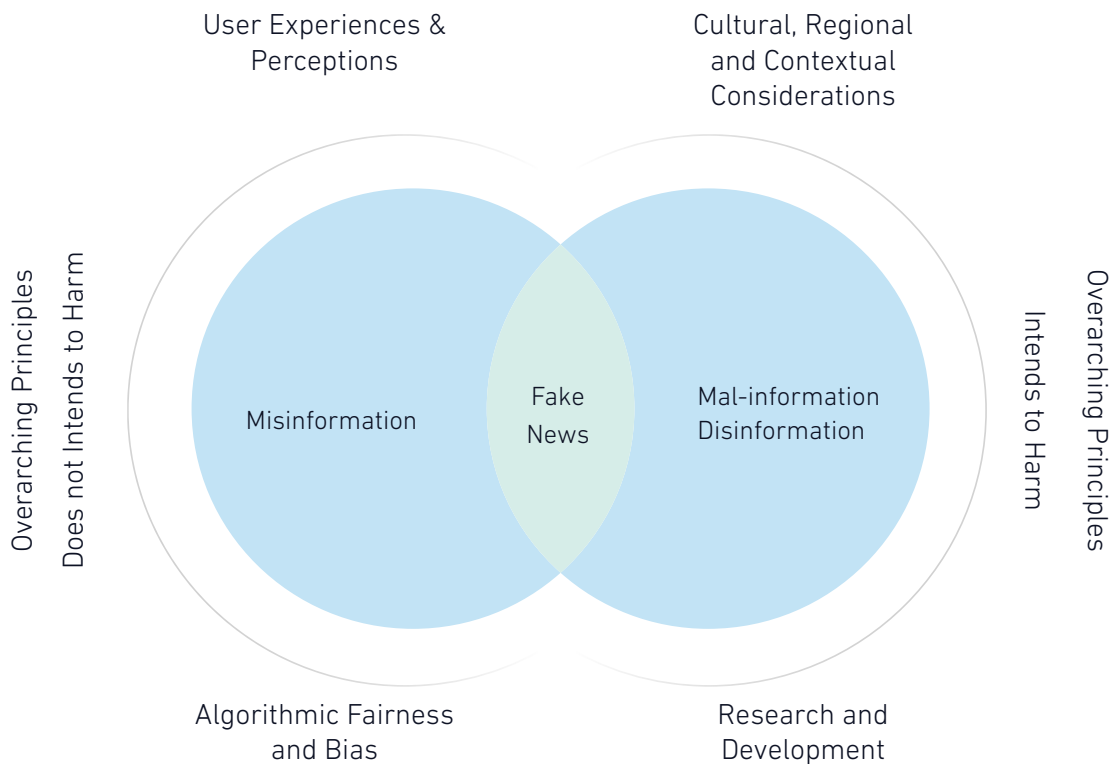 User Experiences &
Perceptions
Cultural, Regional
and Contextual
Considerations
Overarching Principles
Does not Intends to Harm
Misinformation
Fake
News
Mal-information
Disinformation
Intends to Harm
Overarching Principles
Algorithmic Fairness
and Bias
Research and
Development